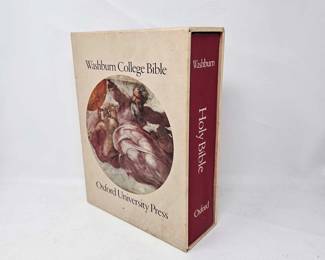 Washburn College Bible
Oxford University Press
Washburn
Holy Bible
Oxford